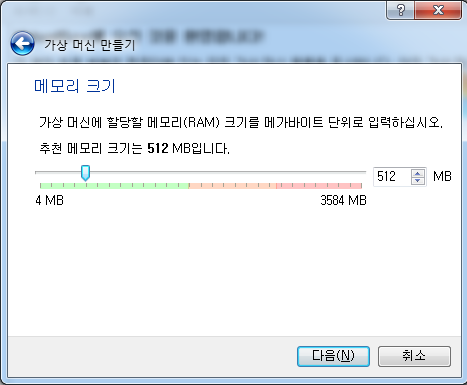 가상 머신 만들기
메모리 크기
가상 머신에 할당할 메모리(RAM) 크기를 메가바이트 단위로 입력하십시오.
추천 메모리 크기는 512 MB입니다.
512 MB
4 MB 3584 MB
다음(N) 취소